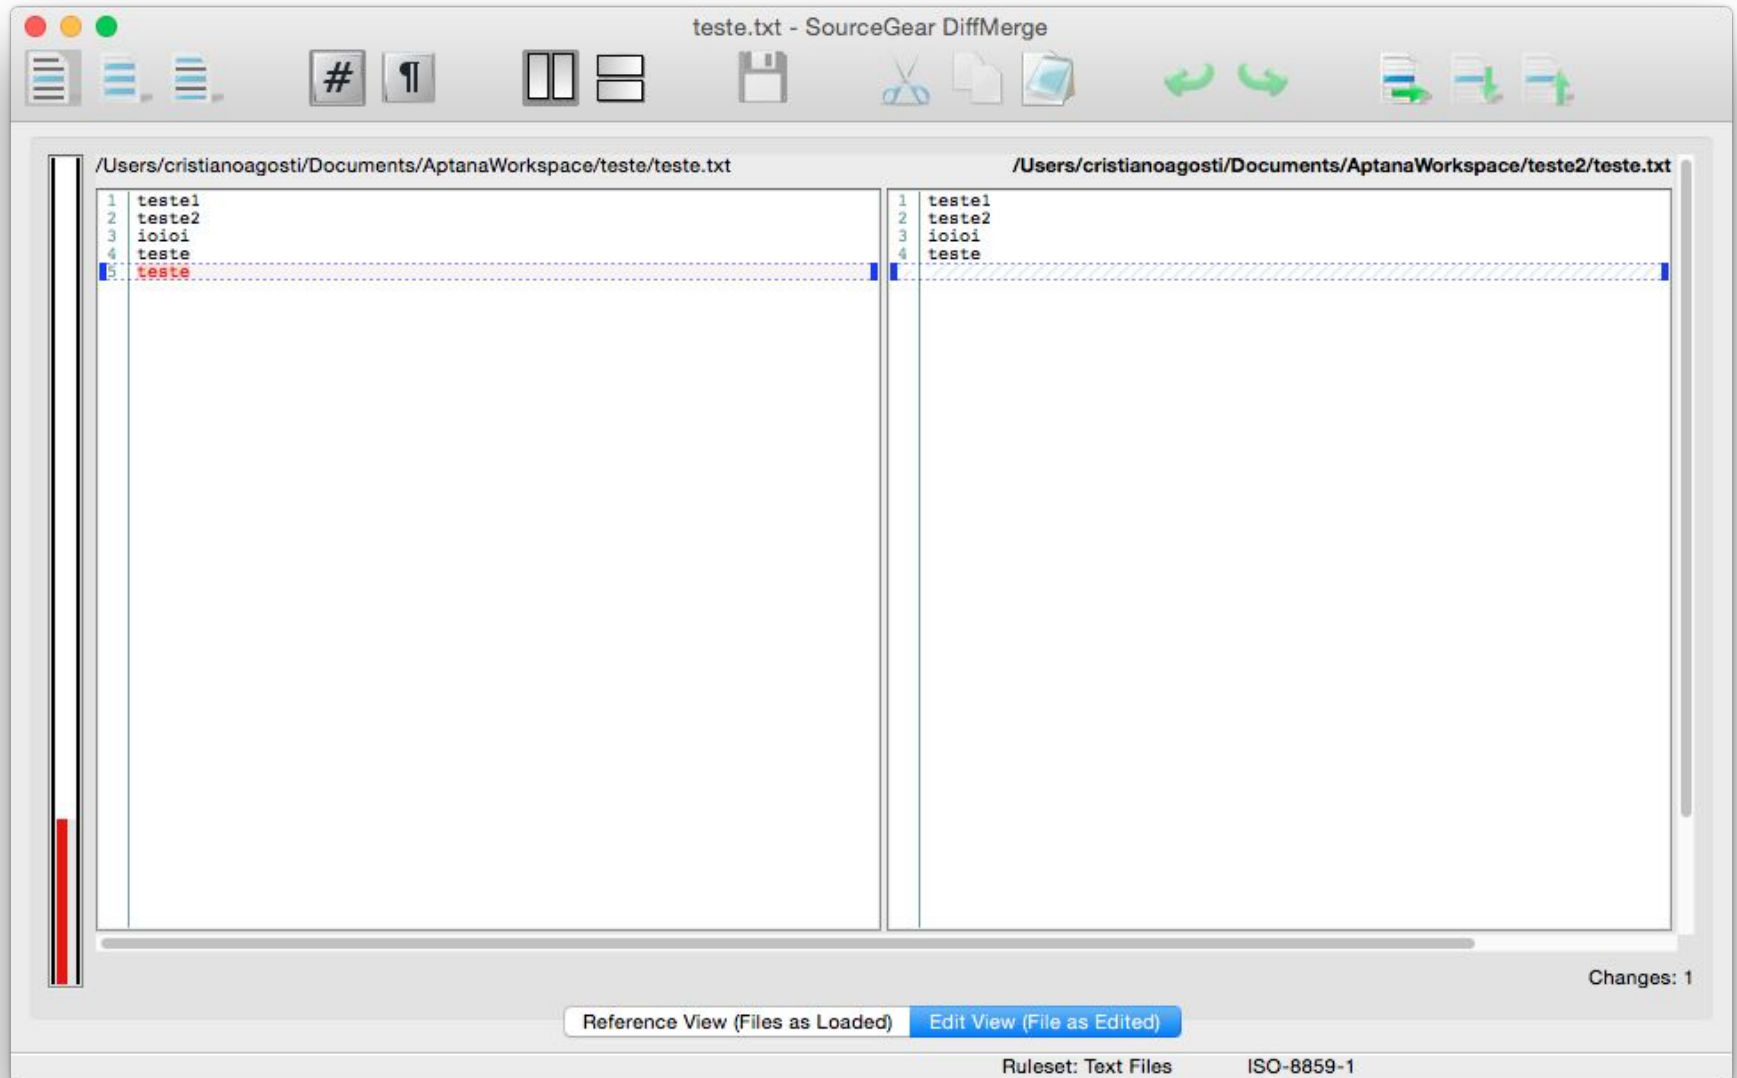 teste.txt - SourceGear DiffMerge
# ¶
/Users/cristianoagosti/Documents/AptanaWorkspace/teste/teste.txt
1 teste1
2 teste2
3 ioioi
4 teste
5 teste
/Users/cristianoagosti/Documents/AptanaWorkspace/teste2/teste.txt
1 teste1
2 teste2
3 ioioi
4 teste
Changes: 1
Reference View (Files as Loaded)
Edit View (File as Edited)
Ruleset: Text Files
ISO-8859-1